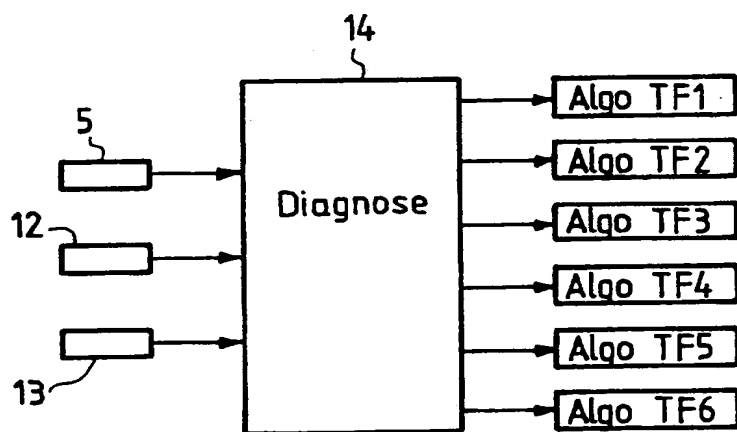 14
5
12
13
Diagnose
Algo TF1
Algo TF2
Algo TF3
Algo TF4
Algo TF5
Algo TF6